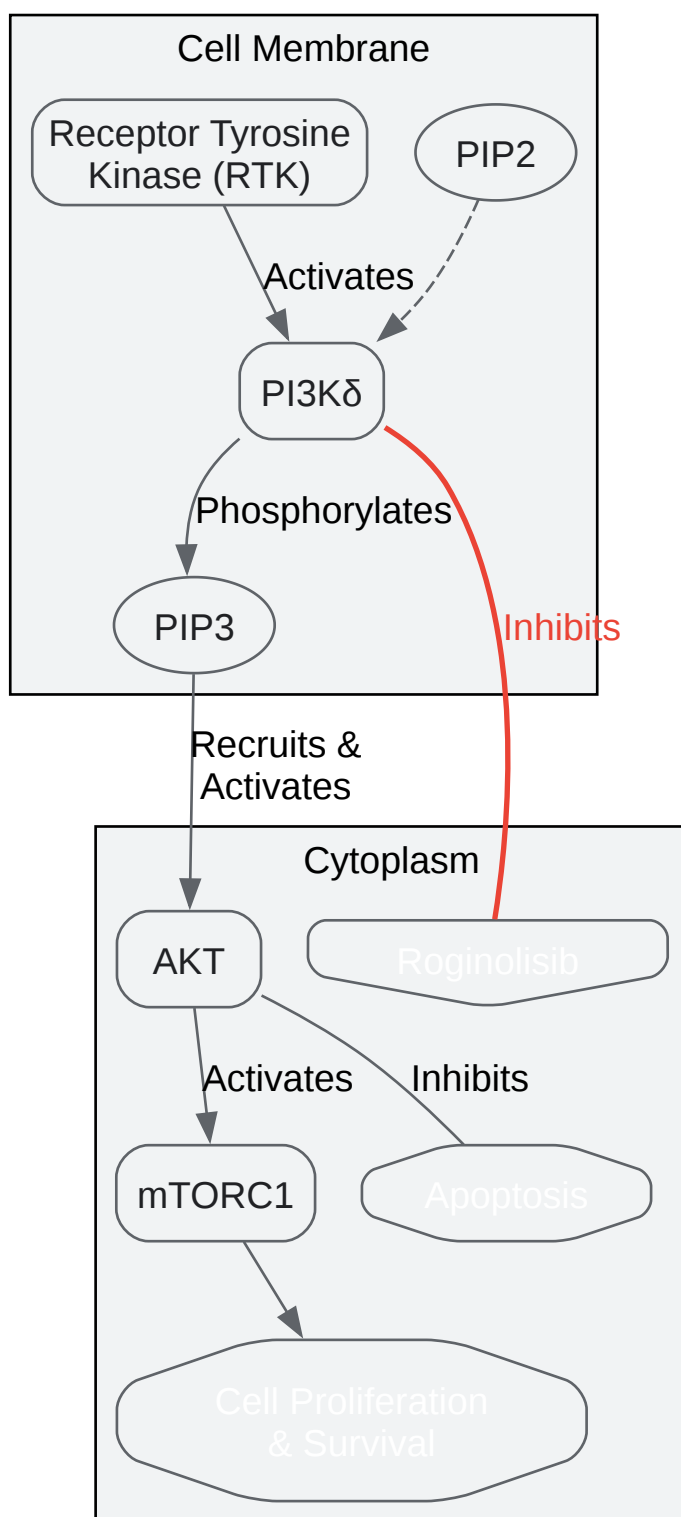 Cell Membrane
Receptor Tyrosine
Kinase (RTK)
PIP2
Activates
PI3Kδ
Phosphorylates
PIP3
Inhibits
Recruits &
Activates
Cytoplasm
AKT
Roginolisib
Activates
Inhibits
mTORC1
Apoptosis
Cell Proliferation
& Survival